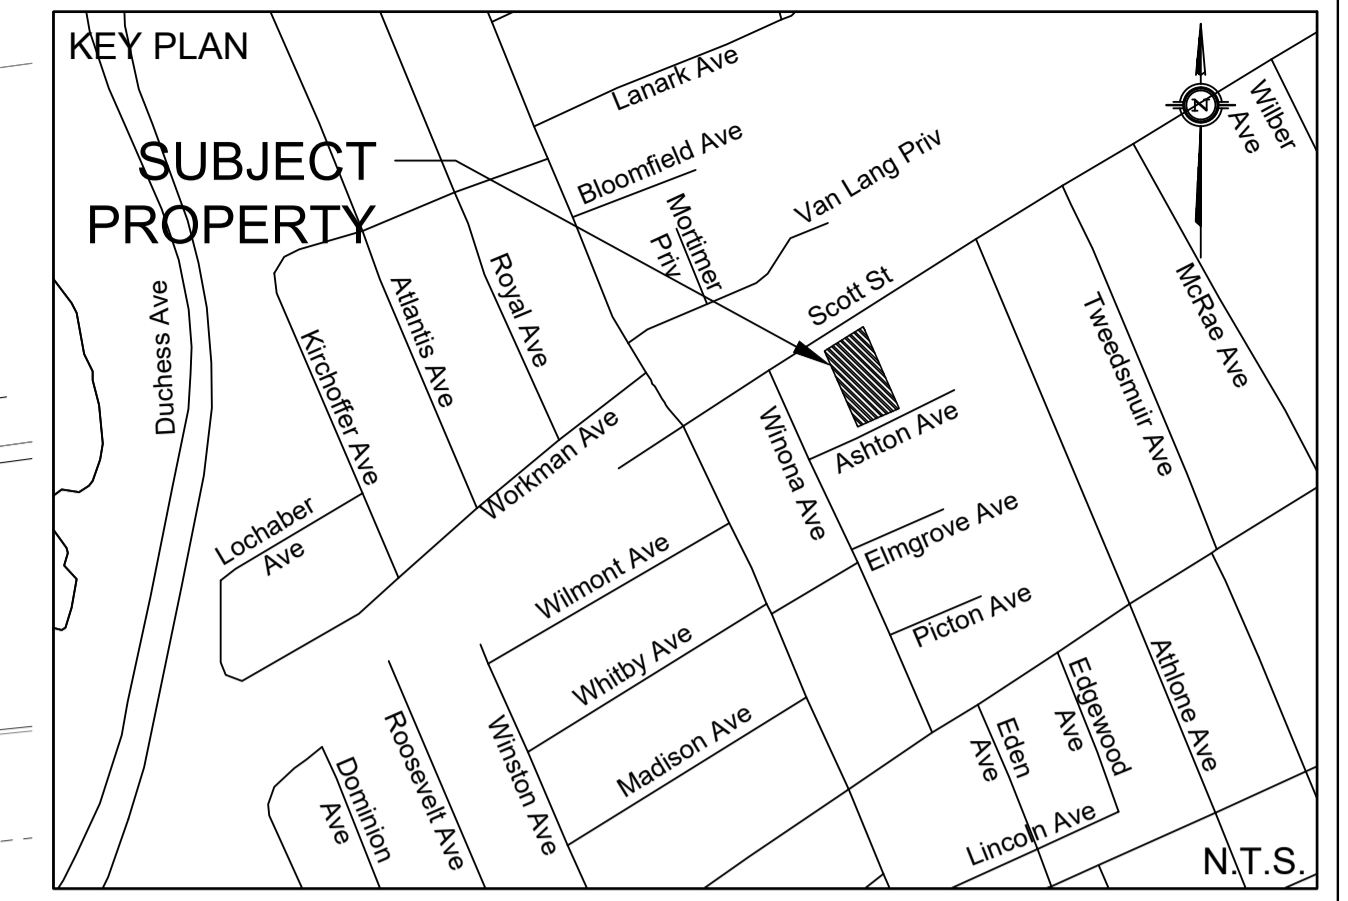 KEY PLAN
Lanark Ave
Wilber
Ave
N
SUBJECT
PROPERTY
Bloomfield Ave
Van Lang Priv
Mortimer
Priv
Duchess Ave
Kirchoffer Ave
Atlantis Ave
Royal Ave
Scott St
Tweedsmuir Ave
McRae Ave
Workman Ave
Winona Ave
Ashton Ave
Lochaber
Ave
Wilmont Ave
Elmgrove Ave
Whitby Ave
Picton Ave
Roosevelt Ave
Winston Ave
Madison Ave
Dominion
Ave
Eden
Ave
Edgewood
Ave
Athlone Ave
Lincoln Ave
N.T.S.